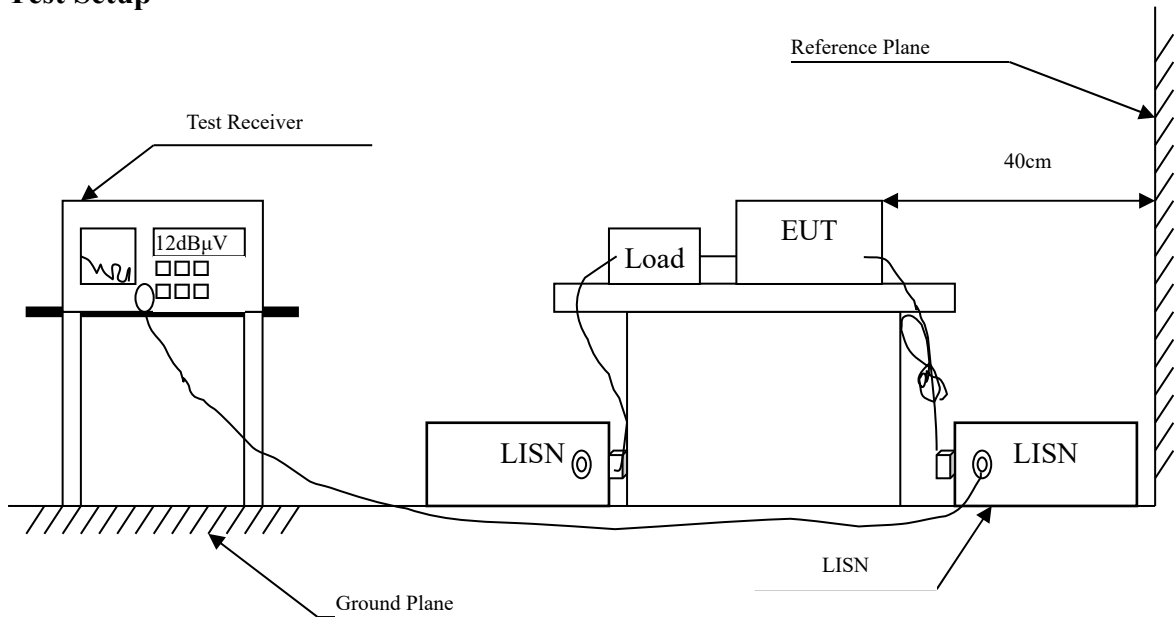 Test Setup
Reference Plane
Test Receiver
40cm
12dBμV
EUT
Load
LISN
LISN
LISN
Ground Plane